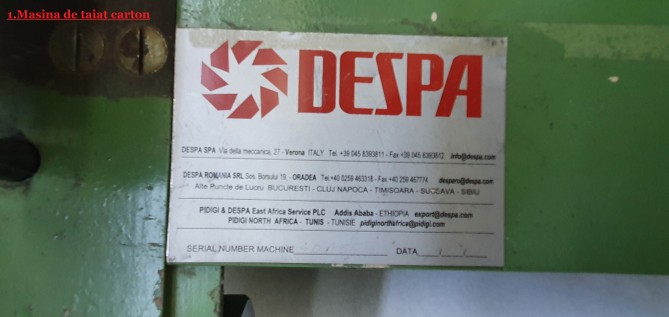 1.Masina de taiat carton
DESPA
DESPA SPA Via della meccanica, 27 - Verona ITALY Tel. +39 045 8393811 - Fax +39 045 8393812 info@despa.com
DESPA ROMANIA SRL Sos. Borsului 19, - ORADEA Tel.+40 0259 463318 - Fax +40 259 467774 desparo@despa.com
Alte Puncte de Lucru BUCURESTI - CLUJ NAPOCA - TIMISOARA - SUCEAVA - SIBIU
PIDIGI & DESPA East Africa Service PLC Addis Ababa - ETHIOPIA export@despa.com
PIDIGI NORTH AFRICA - TUNIS - TUNISIE pidiginorthafrica@pidigi.com
SERIAL NUMBER MACHINE DATA / /